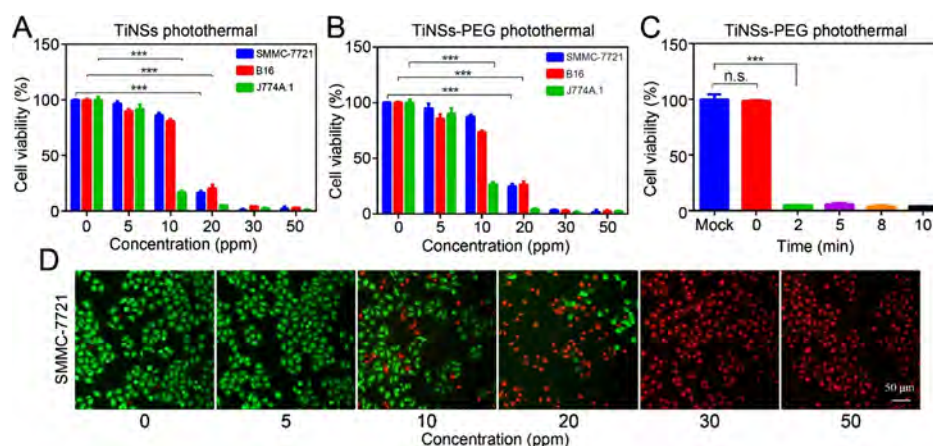 A
TiNSs photothermal
150
100
50
0
Cell viability (%)
***
***
***
SMMC-7721
B16
J774A.1
0 5 10 20 30 50
Concentration (ppm)
B
TiNSs-PEG photothermal
150
100
50
0
Cell viability (%)
***
***
***
SMMC-7721
B16
J774A.1
0 5 10 20 30 50
Concentration (ppm)
C
TiNSs-PEG photothermal
150
100
50
0
Cell viability (%)
***
n.s.
Mock 0 2 5 8 10
Time (min)
D
SMMC-7721
50 μm
0 5 10 20 30 50
Concentration (ppm)